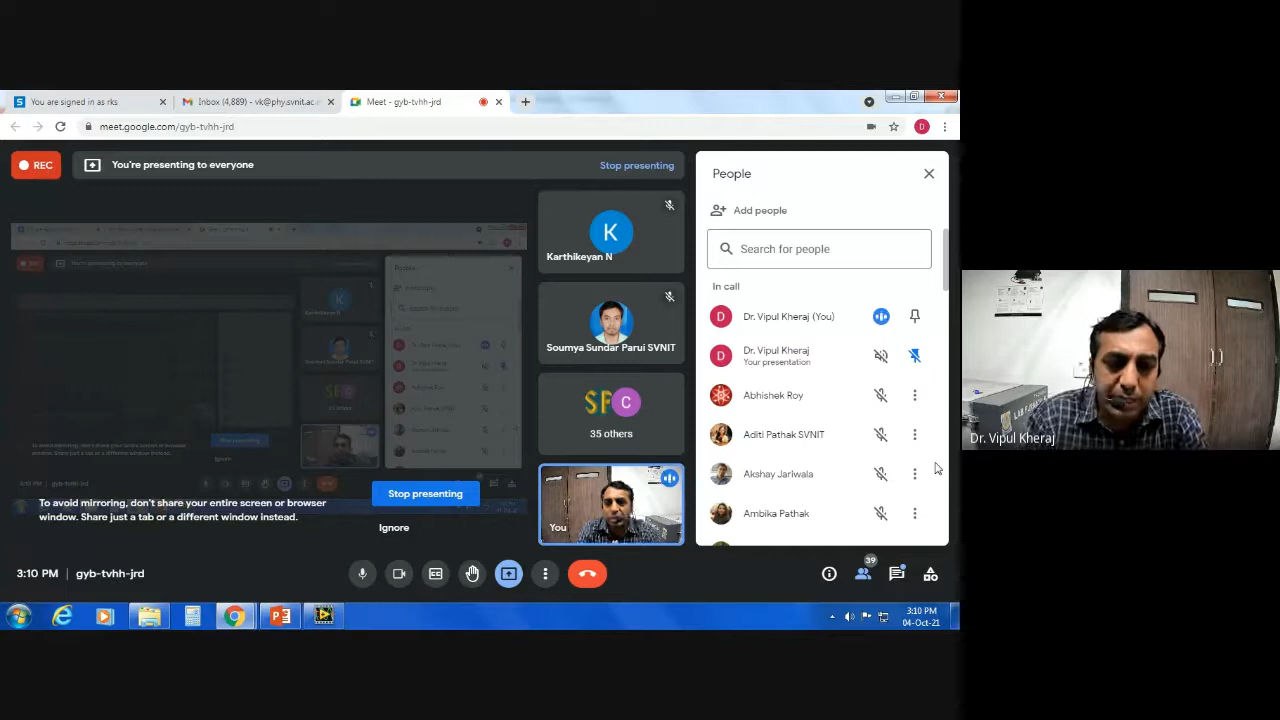 You are signed in as rks
Inbox (4,889) - vk@phy.svnit.ac.e
Meet - gyb-tvhh-jrd
meet.google.com/gyb-tvhh-jrd
D
REC
You're presenting to everyone
Stop presenting
People
Add people
Search for people
In call
D
Dr. Vipul Kheraj (You)
D
Dr. Vipul Kheraj
Your presentation
Abhishek Roy
Aditi Pathak SVNIT
Akshay Jariwala
Ambika Pathak
K
Karthikeyan N
Soumya Sundar Parui SVNIT
C
35 others
You
To avoid mirroring, don't share your entire screen or browser
window. Share just a tab or a different window instead.
Stop presenting
Ignore
3:10 PM | gyb-tvhh-jrd
39
3:10 PM
04-Oct-21
Dr. Vipul Kheraj